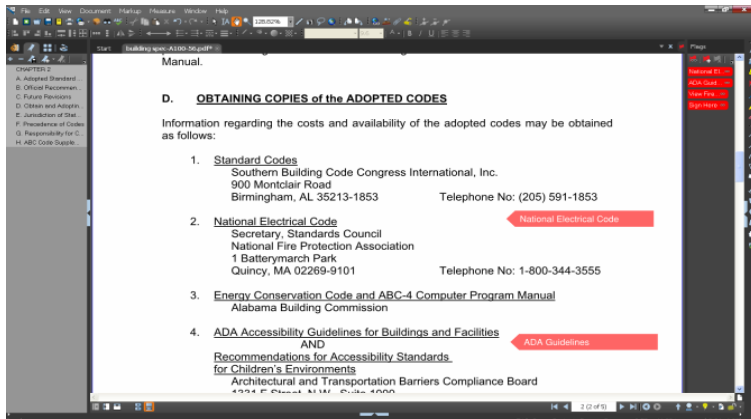 File Edit View Document Markup Measure Window Help
128.82%
Start building spec-A100-56.pdf*
Flags
CHAPTER 2
A. Adopted Standard ...
B. Official Recommen...
C. Future Revisions
D. Obtain and Adoptin...
E. Jurisdiction of Stat...
F. Precedence of Codes
G. Responsibility for C...
H. ABC Code Supple...
Manual.
D. OBTAINING COPIES of the ADOPTED CODES
Information regarding the costs and availability of the adopted codes may be obtained
as follows:
1. Standard Codes
Southern Building Code Congress International, Inc.
900 Montclair Road
Birmingham, AL 35213-1853 Telephone No: (205) 591-1853
2. National Electrical Code
Secretary, Standards Council
National Fire Protection Association
1 Batterymarch Park
Quincy, MA 02269-9101 Telephone No: 1-800-344-3555
3. Energy Conservation Code and ABC-4 Computer Program Manual
Alabama Building Commission
4. ADA Accessibility Guidelines for Buildings and Facilities
AND
Recommendations for Accessibility Standards
for Children's Environments
Architectural and Transportation Barriers Compliance Board
1331 F Street, N.W., Suite 1000
National Electrical Code
ADA Guidelines
National El...
ADA Guid...
View Fire...
Sign Here
2 (2 of 5)